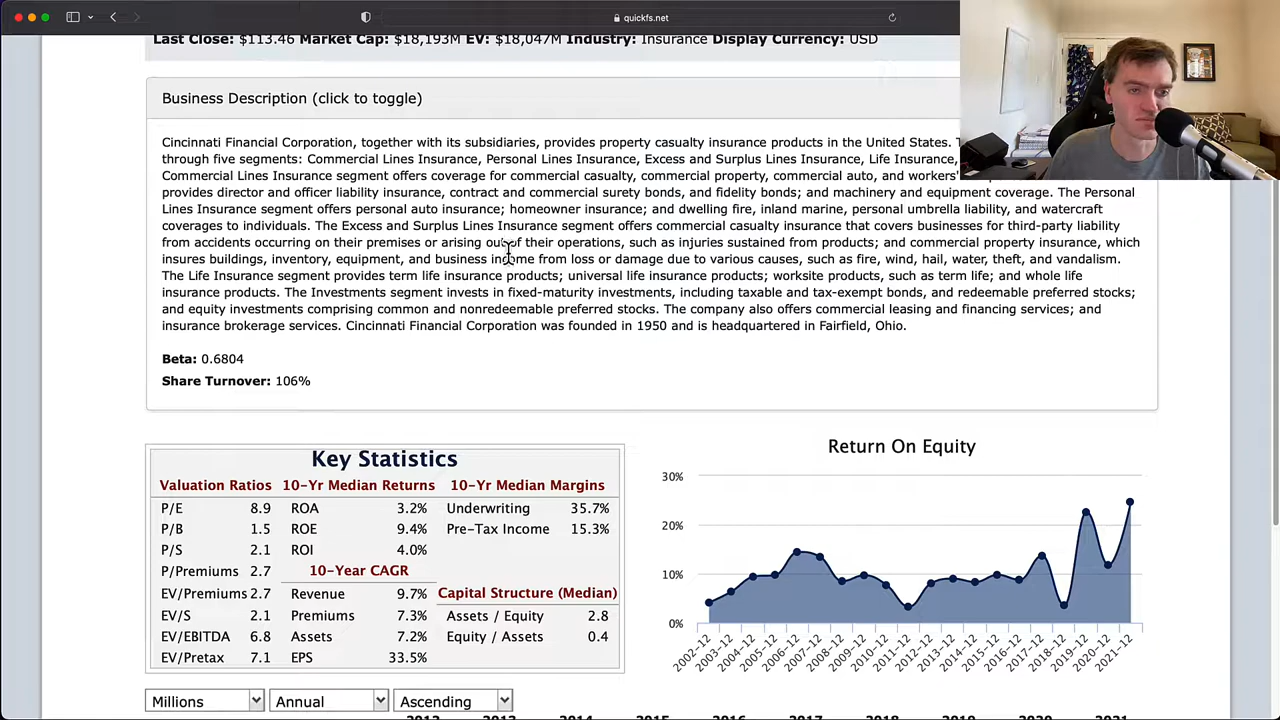 quickfs.net
Last Close: $113.46 Market Cap: $18,193M EV: $18,047M Industry: Insurance Display Currency: USD
Business Description (click to toggle)
Cincinnati Financial Corporation, together with its subsidiaries, provides property casualty insurance products in the United States.
through five segments: Commercial Lines Insurance, Personal Lines Insurance, Excess and Surplus Lines Insurance, Life Insurance,
Commercial Lines Insurance segment offers coverage for commercial casualty, commercial property, commercial auto, and workers'
provides director and officer liability insurance, contract and commercial surety bonds, and fidelity bonds; and machinery and equipment coverage. The Personal
Lines Insurance segment offers personal auto insurance; homeowner insurance; and dwelling fire, inland marine, personal umbrella liability, and watercraft
coverages to individuals. The Excess and Surplus Lines Insurance segment offers commercial casualty insurance that covers businesses for third-party liability
from accidents occurring on their premises or arising out of their operations, such as injuries sustained from products; and commercial property insurance, which
insures buildings, inventory, equipment, and business income from loss or damage due to various causes, such as fire, wind, hail, water, theft, and vandalism.
The Life Insurance segment provides term life insurance products; universal life insurance products; worksite products, such as term life; and whole life
insurance products. The Investments segment invests in fixed-maturity investments, including taxable and tax-exempt bonds, and redeemable preferred stocks;
and equity investments comprising common and nonredeemable preferred stocks. The company also offers commercial leasing and financing services; and
insurance brokerage services. Cincinnati Financial Corporation was founded in 1950 and is headquartered in Fairfield, Ohio.
Beta: 0.6804
Share Turnover: 106%
Key Statistics
Valuation Ratios 10-Yr Median Returns 10-Yr Median Margins
P/E 8.9 ROA 3.2% Underwriting 35.7%
P/B 1.5 ROE 9.4% Pre-Tax Income 15.3%
P/S 2.1 ROI 4.0%
P/Premiums 2.7 10-Year CAGR
EV/Premiums 2.7 Revenue 9.7% Capital Structure (Median)
EV/S 2.1 Premiums 7.3% Assets / Equity 2.8
EV/EBITDA 6.8 Assets 7.2% Equity / Assets 0.4
EV/Pretax 7.1 EPS 33.5%
Return On Equity
30%
20%
10%
0%
2002-12 2003-12 2004-12 2005-12 2006-12 2007-12 2008-12 2009-12 2010-12 2011-12 2012-12 2013-12 2014-12 2015-12 2016-12 2017-12 2018-12 2019-12 2020-12 2021-12
Millions Annual Ascending
2012 2013 2014 2015 2016 2017 2018 2019 2020 2021